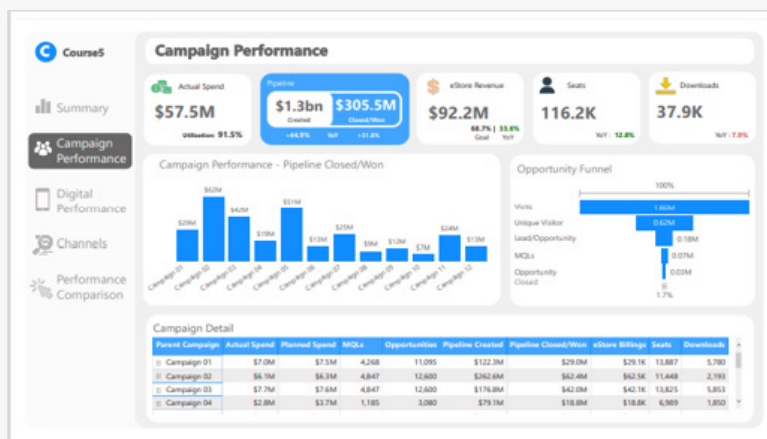 Course5
Campaign Performance
Summary
Campaign
Performance
Digital
Performance
Channels
Performance
Comparison
Actual Spend
$57.5M
Utilization: 91.5%
Pipeline
$1.3bn
Created
$305.5M
Closed/Won
+44.9% YoY +51.8%
eStore Revenue
$92.2M
68.7% | 33.6%
Goal YoY
Seats
116.2K
YoY : 12.8%
Downloads
37.9K
YoY : 7.9%
Campaign Performance - Pipeline Closed/Won
$29M $62M $42M $19M $51M $13M $25M $9M $12M $7M $24M $13M
Campaign 01 Campaign 02 Campaign 03 Campaign 04 Campaign 05 Campaign 06 Campaign 07 Campaign 08 Campaign 09 Campaign 10 Campaign 11 Campaign 12
Opportunity Funnel
100%
Visits 1.86M
Unique Visitor 0.62M
Lead/Opportunity 0.18M
MQLs 0.07M
Opportunity 0.03M
Closed
1.7%
Campaign Detail
Parent Campaign Actual Spend Planned Spend MQLs Opportunities Pipeline Created Pipeline Closed/Won eStore Billings Seats Downloads
Campaign 01 $7.0M $7.5M 4,268 11,095 $122.3M $29.0M $29.1K 13,887 5,780
Campaign 02 $6.1M $6.3M 4,847 12,600 $262.6M $62.4M $62.5K 11,448 2,193
Campaign 03 $7.7M $7.6M 4,847 12,600 $176.8M $42.0M $42.1K 13,825 5,853
Campaign 04 $2.8M $3.7M 1,185 3,080 $79.1M $18.8M $18.8K 6,989 1,850